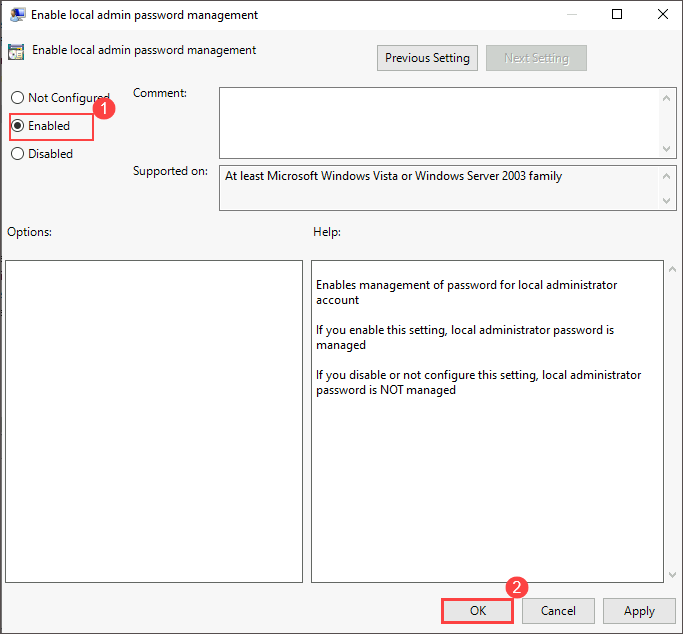 Enable local admin password management
Enable local admin password management
Previous Setting
Next Setting
Not Configured
1
Enabled
Disabled
Comment:
Supported on:
At least Microsoft Windows Vista or Windows Server 2003 family
Options:
Help:
Enables management of password for local administrator
account
If you enable this setting, local administrator password is
managed
If you disable or not configure this setting, local administrator
password is NOT managed
2
OK
Cancel
Apply